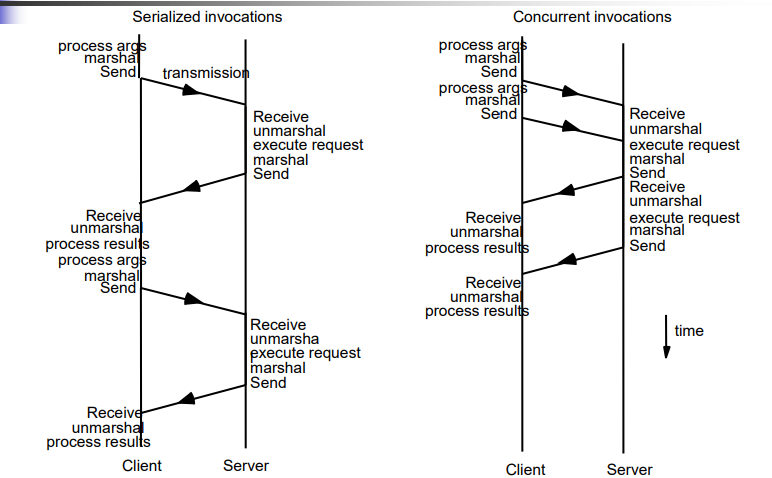 Serialized invocations
process args
marshal
Send
transmission
Receive
unmarshal
execute request
marshal
Send
Receive
unmarshal
process results
process args
marshal
Send
Receive
unmarsha
execute request
marshal
Send
Receive
unmarshal
process results
Client
Server
Concurrent invocations
process args
marshal
Send
process args
marshal
Send
Receive
unmarshal
execute request
marshal
Send
Receive
unmarshal
execute request
marshal
Send
Receive
unmarshal
process results
Receive
unmarshal
process results
time
Client
Server